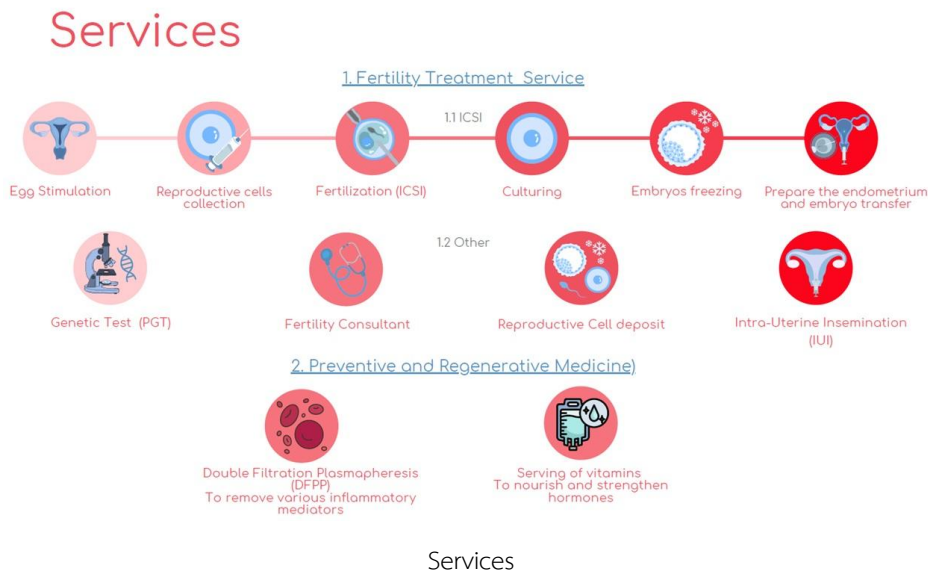 Services
1. Fertility Treatment Service
1.1 ICSI
Egg Stimulation
Reproductive cells
collection
Fertilization (ICSI)
Culturing
Embryos freezing
Prepare the endometrium
and embryo transfer
1.2 Other
Genetic Test (PGT)
Fertility Consultant
Reproductive Cell deposit
Intra-Uterine Insemination
(IUI)
2. Preventive and Regenerative Medicine)
Double Filtration Plasmapheresis
(DFPP)
To remove various inflammatory
mediators
Serving of vitamins
To nourish and strengthen
hormones
Services